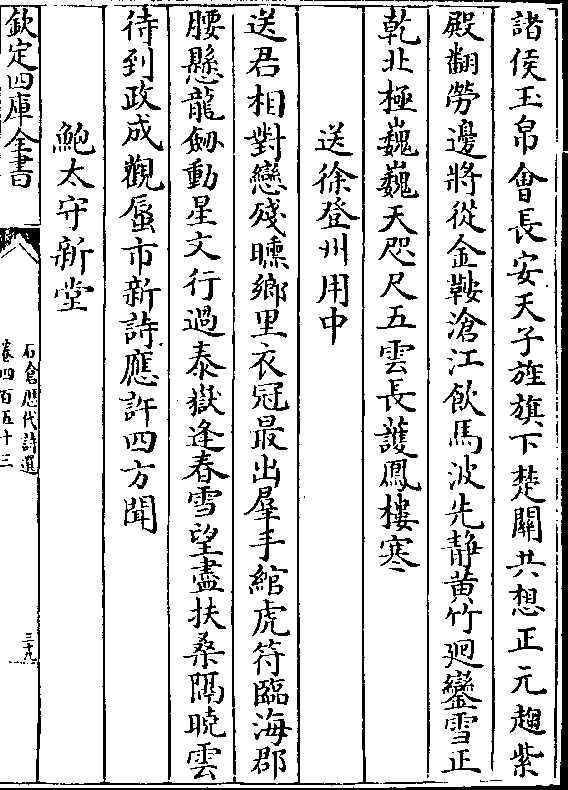 諸侯玉帛會長安天子旌旗下楚關共想正元趨紫
殿翻勞邊將從金鞍滄江飲馬波先静黄竹廻鑾雪正
乾北極巍巍天咫尺五雲長護鳳樓寒
送徐登州用中
送君相對戀殘曛鄉里衣冠最出羣手綰虎符臨海郡
腰懸龍劒動星文行過泰嶽逢春雪望盡扶桑隔曉雲
待到政成觀蜃市新詩應許四方聞
鮑太守新堂
欽定四庫全書
石倉歴代詩選
卷四百五十三
三九